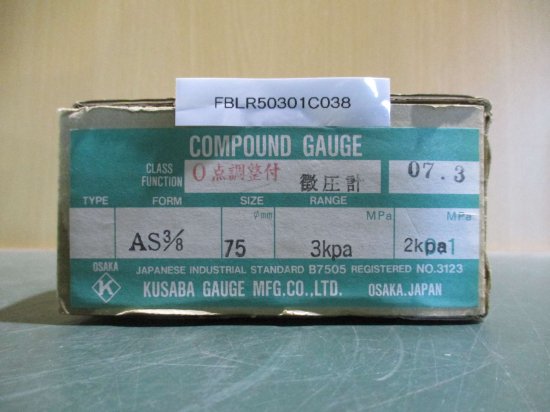 FBLR50301C038
COMPOUND GAUGE
CLASS FUNCTION 0点調整付 微圧計 07.3
TYPE FORM SIZE RANGE
φmm MPa MPa
AS3/8 75 3kpa 2kpa
OSAKA JAPANESE INDUSTRIAL STANDARD B7505 REGISTERED NO.3123
K KUSABA GAUGE MFG.CO.,LTD. OSAKA.JAPAN